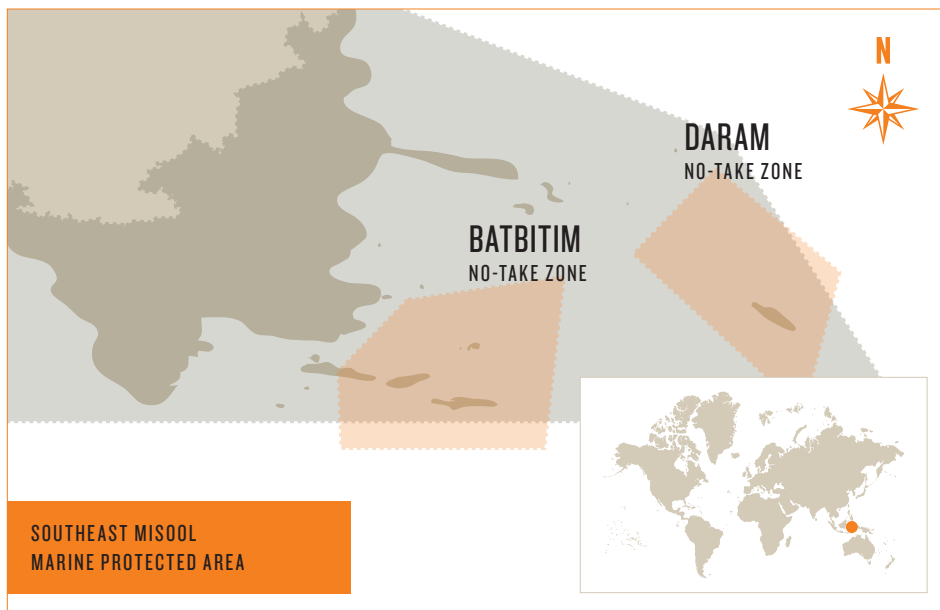 N
DARAM
NO-TAKE ZONE
BATBITIM
NO-TAKE ZONE
SOUTHEAST MISOOL
MARINE PROTECTED AREA